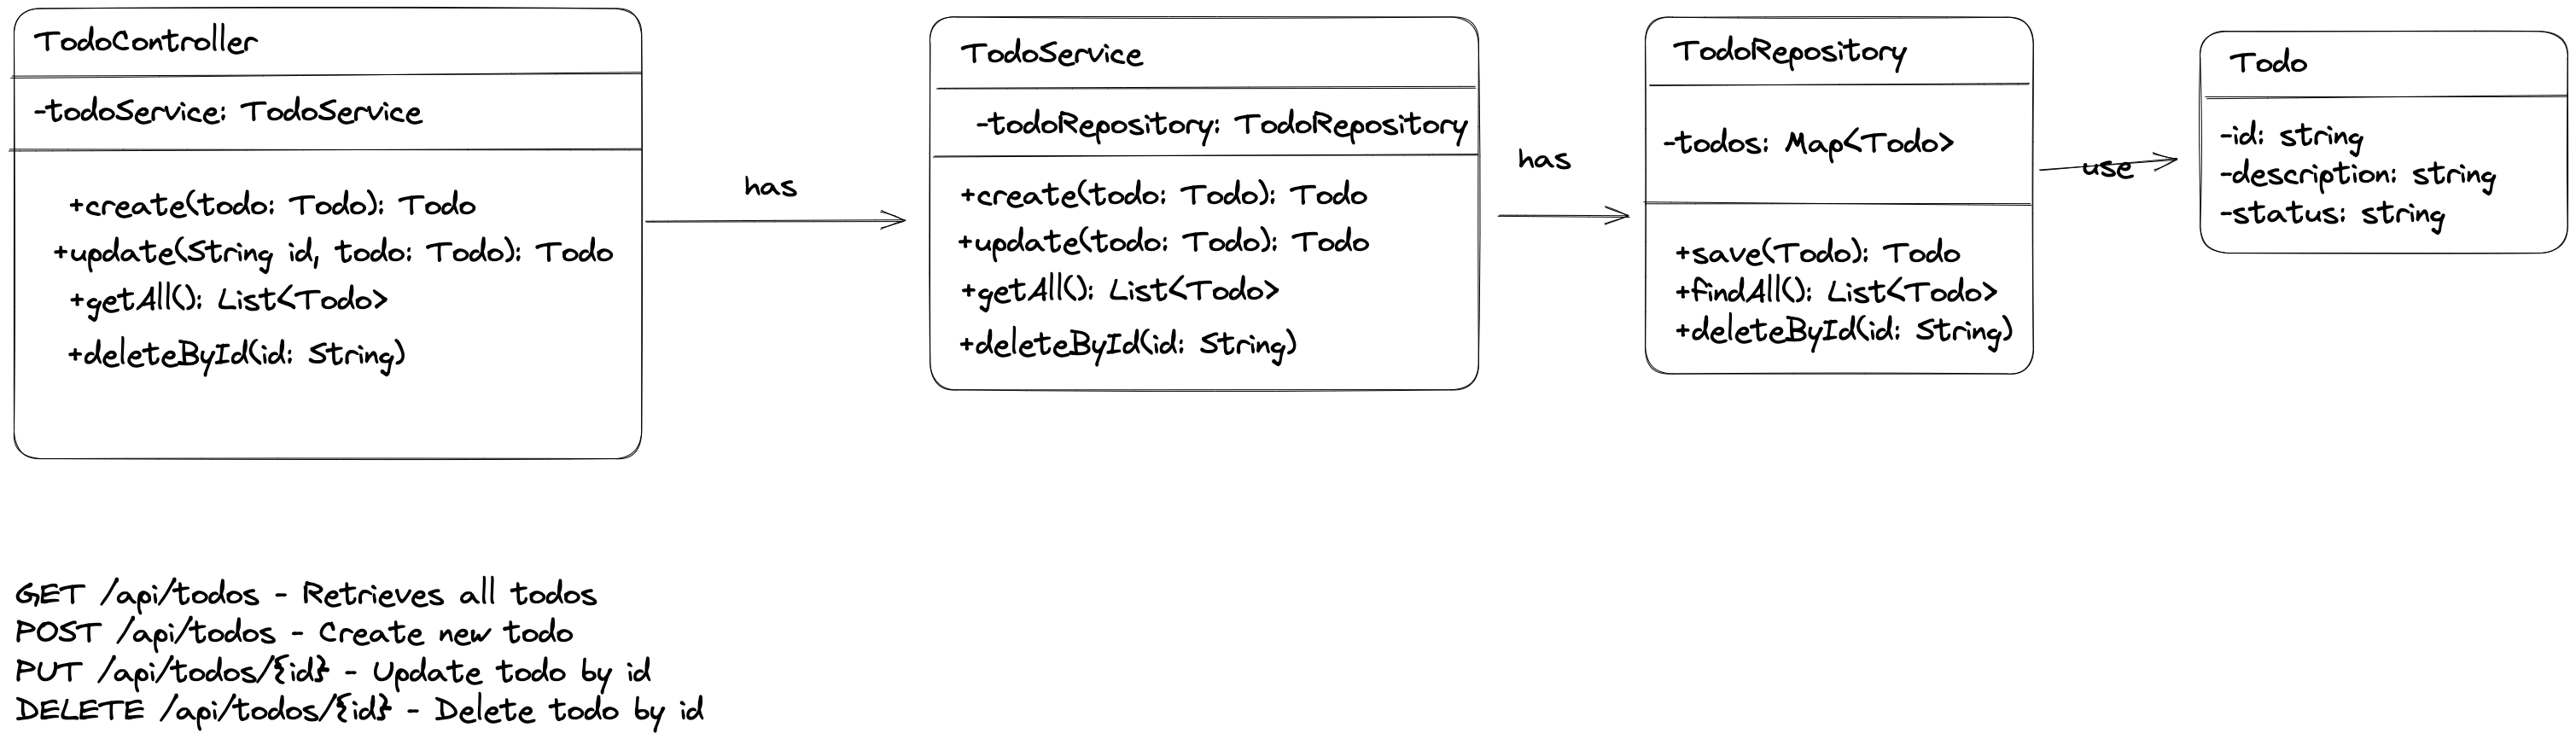 TodoController
-todoService: TodoService
+create(todo: Todo): Todo
+update(String id, todo: Todo): Todo
+getAll(): List<Todo>
+deleteById(id: String)
has
TodoService
-todoRepository: TodoRepository
+create(todo: Todo): Todo
+update(todo: Todo): Todo
+getAll(): List<Todo>
+deleteById(id: String)
has
TodoRepository
-todos: Map<Todo>
+save(Todo): Todo
+findAll(): List<Todo>
+deleteById(id: String)
use
Todo
-id: string
-description: string
-status: string
GET /api/todos - Retrieves all todos
POST /api/todos - Create new todo
PUT /api/todos/{id} - Update todo by id
DELETE /api/todos/{id} - Delete todo by id